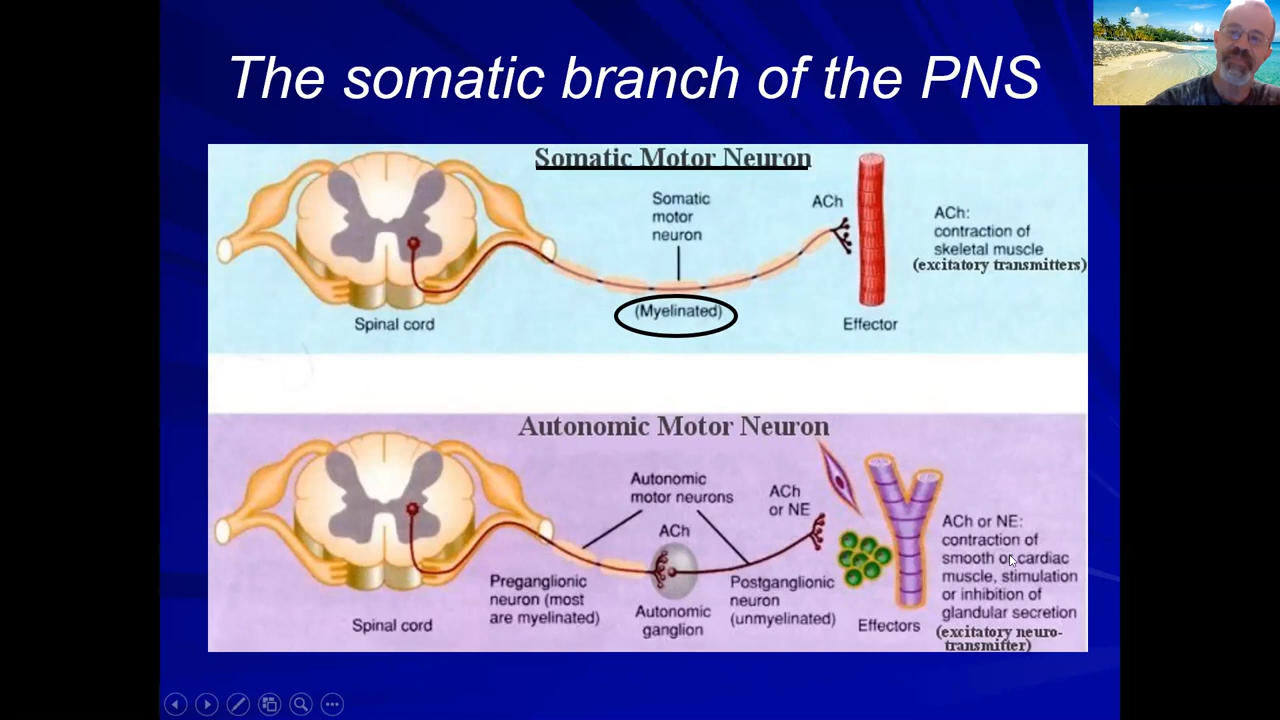 The somatic branch of the PNS
Somatic Motor Neuron
Somatic
motor
neuron
ACh
ACh:
contraction of
skeletal muscle
(excitatory transmitters)
(Myelinated)
Spinal cord
Effector
Autonomic Motor Neuron
Autonomic
motor neurons
ACh
or NE
ACh
ACh or NE:
contraction of
smooth or cardiac
muscle, stimulation
or inhibition of
glandular secretion
(excitatory neuro-
transmitter)
Preganglionic
neuron (most
are myelinated)
Autonomic
ganglion
Postganglionic
neuron
(unmyelinated)
Spinal cord
Effectors